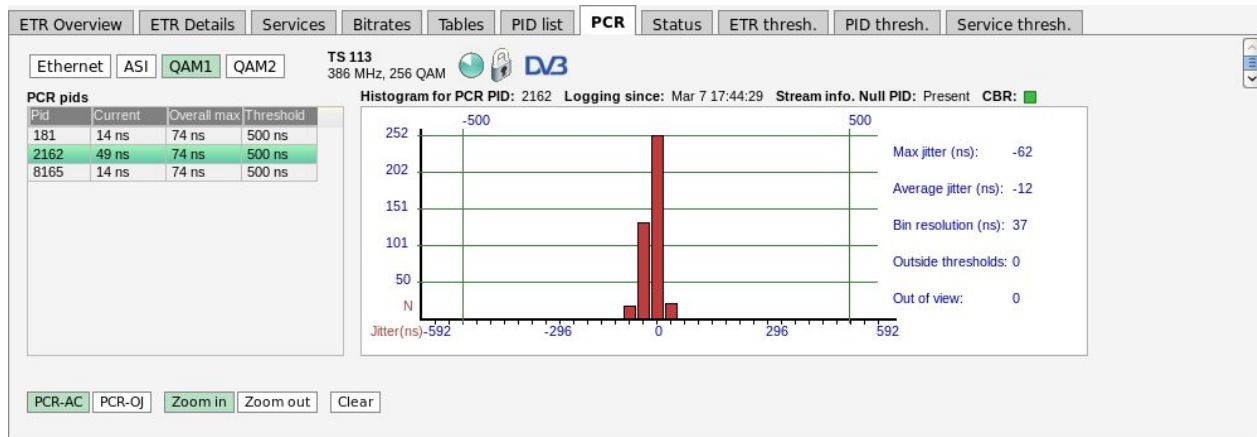 ETR Overview ETR Details Services Bitrates Tables PID list PCR Status ETR thresh. PID thresh. Service thresh.
Ethernet ASI QAM1 QAM2
TS 113
386 MHz, 256 QAM
DVB
PCR pids
Pid Current Overall max Threshold
181 14 ns 74 ns 500 ns
2162 49 ns 74 ns 500 ns
8165 14 ns 74 ns 500 ns
Histogram for PCR PID: 2162 Logging since: Mar 7 17:44:29 Stream info. Null PID: Present CBR:
-500 500
252
202
151
101
50
N
Jitter(ns) -592 -296 0 296 592
Max jitter (ns): -62
Average jitter (ns): -12
Bin resolution (ns): 37
Outside thresholds: 0
Out of view: 0
PCR-AC PCR-OJ Zoom in Zoom out Clear